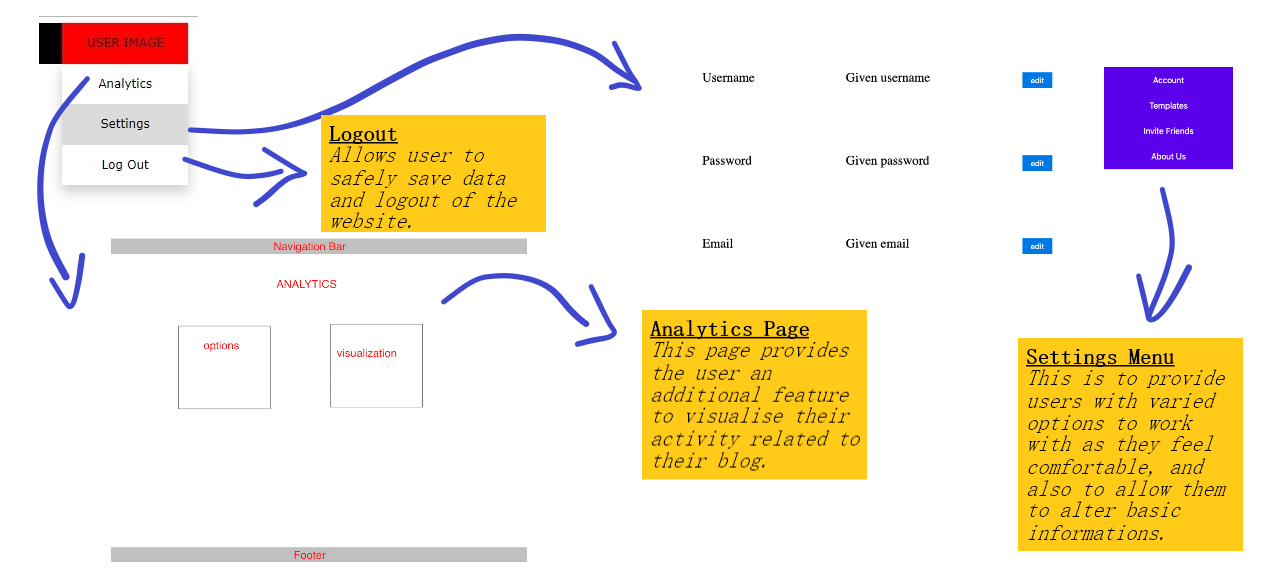 USER IMAGE
Analytics
Settings
Log Out
Logout
Allows user to
safely save data
and logout of the
website.
Username Given username edit
Password Given password edit
Email Given email edit
Account
Templates
Invite Friends
About Us
Navigation Bar
ANALYTICS
options
visualization
Footer
Analytics Page
This page provides
the user an
additional feature
to visualise their
activity related to
their blog.
Settings Menu
This is to provide
users with varied
options to work
with as they feel
comfortable, and
also to allow them
to alter basic
informations.